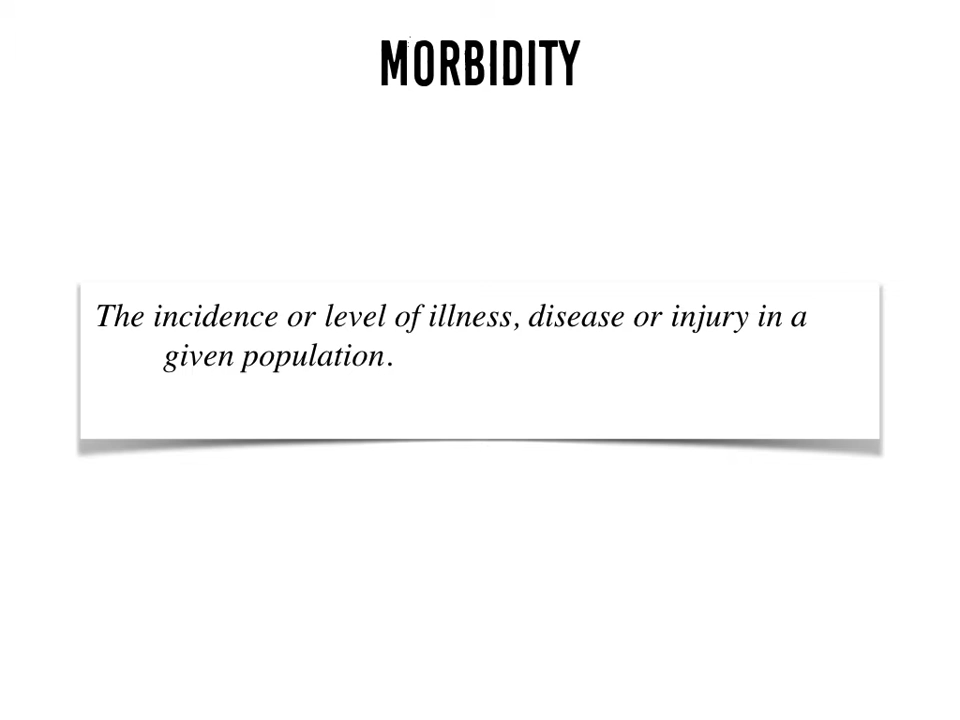 MORBIDITY
The incidence or level of illness, disease or injury in a
given population.